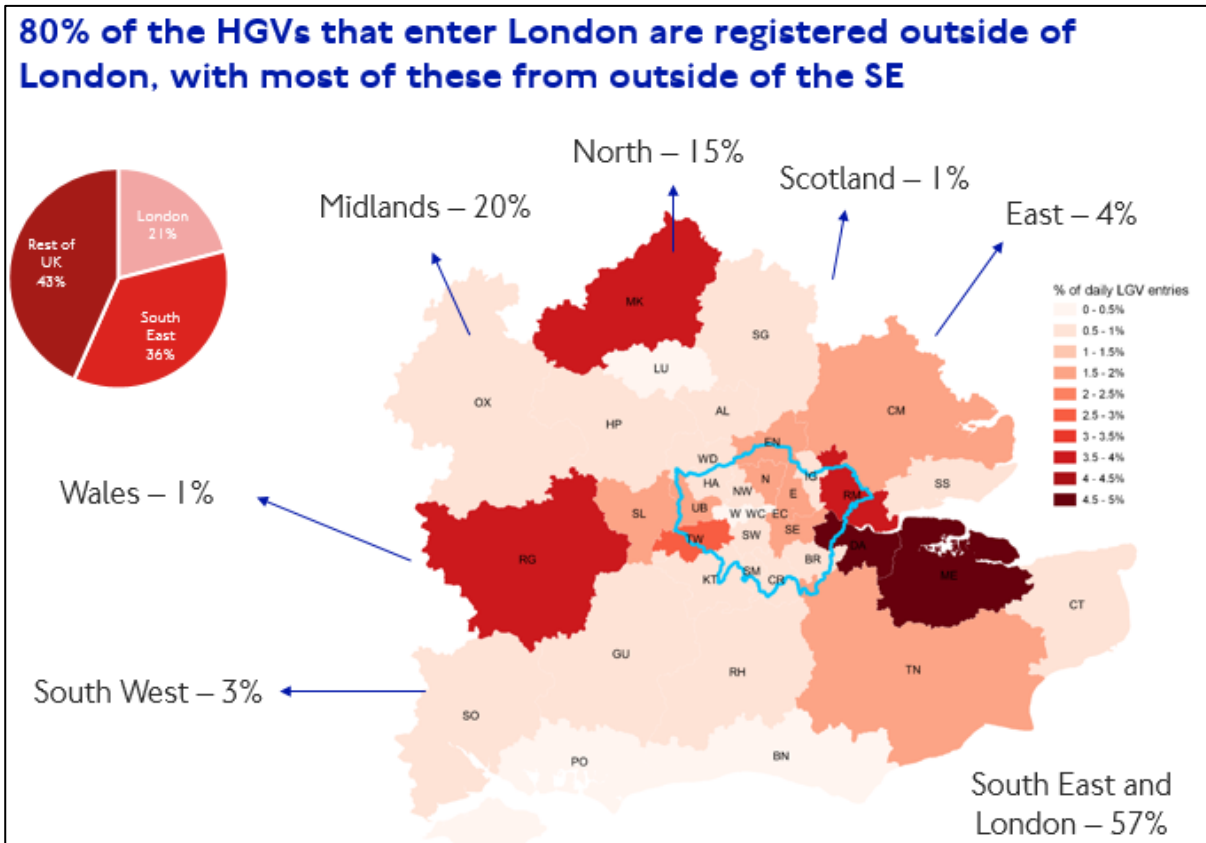 80% of the HGVs that enter London are registered outside of
London, with most of these from outside of the SE
North – 15%
Scotland – 1%
Midlands – 20%
East – 4%
London
21%
Rest of
UK
43%
South
East
36%
% of daily LGV entries
0 - 0.5%
0.5 - 1%
1 - 1.5%
1.5 - 2%
2 - 2.5%
2.5 - 3%
3 - 3.5%
3.5 - 4%
4 - 4.5%
4.5 - 5%
MK
SG
LU
OX
CM
HP
AL
EN
WD
IG
HA
N
NW
E
RM
SS
Wales – 1%
SL
UB
W
WC
EC
SE
TW
SW
DA
RG
BR
ME
SM
KT
CR
CT
GU
RH
TN
South West – 3%
SO
PO
BN
South East and
London – 57%